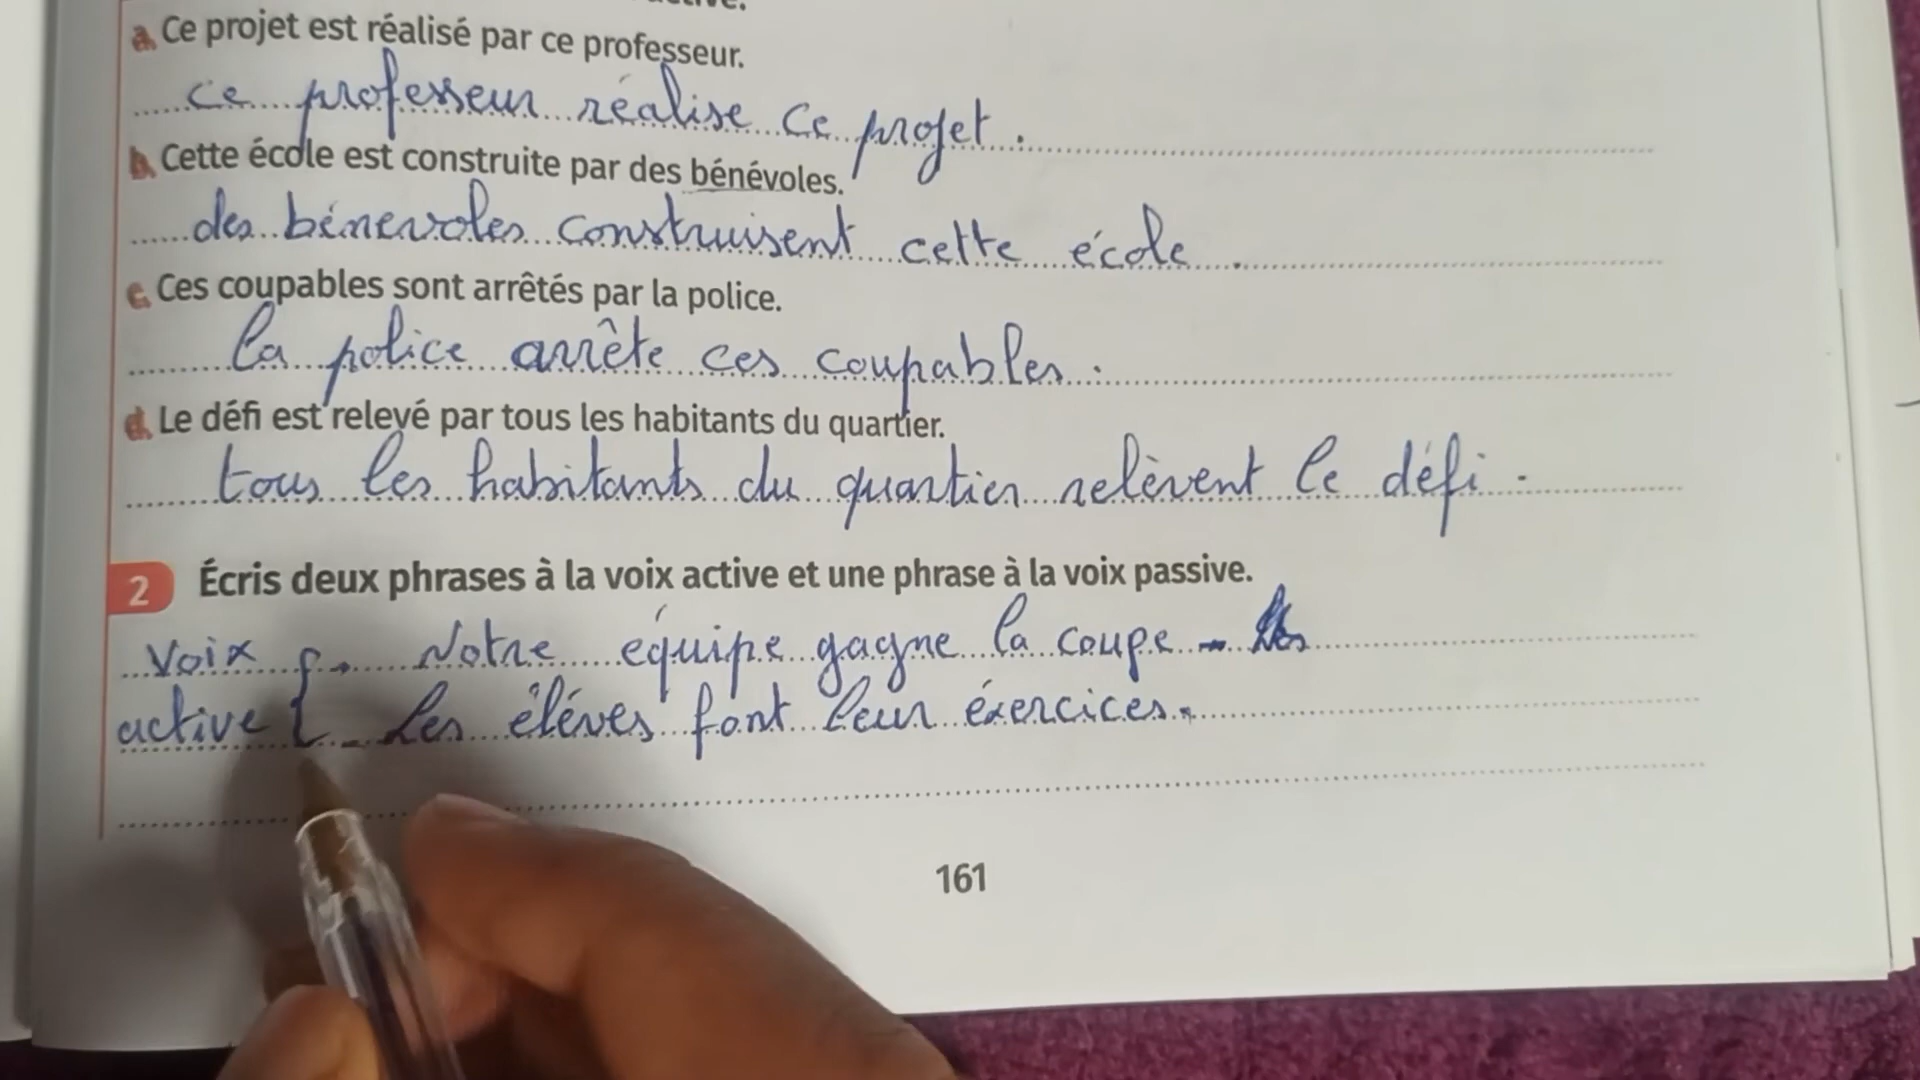 a. Ce projet est réalisé par ce professeur.
ce professeur réalise ce projet.
b. Cette école est construite par des bénévoles.
des bénevoles construisent cette école.
c. Ces coupables sont arrêtés par la police.
la police arrête ces coupables.
d. Le défi est relevé par tous les habitants du quartier.
tous les habitants du quartier relèvent le défi.
2 Écris deux phrases à la voix active et une phrase à la voix passive.
Voix - Notre équipe gagne la coupe -
active { - Les éléves font leur éxercices.
161